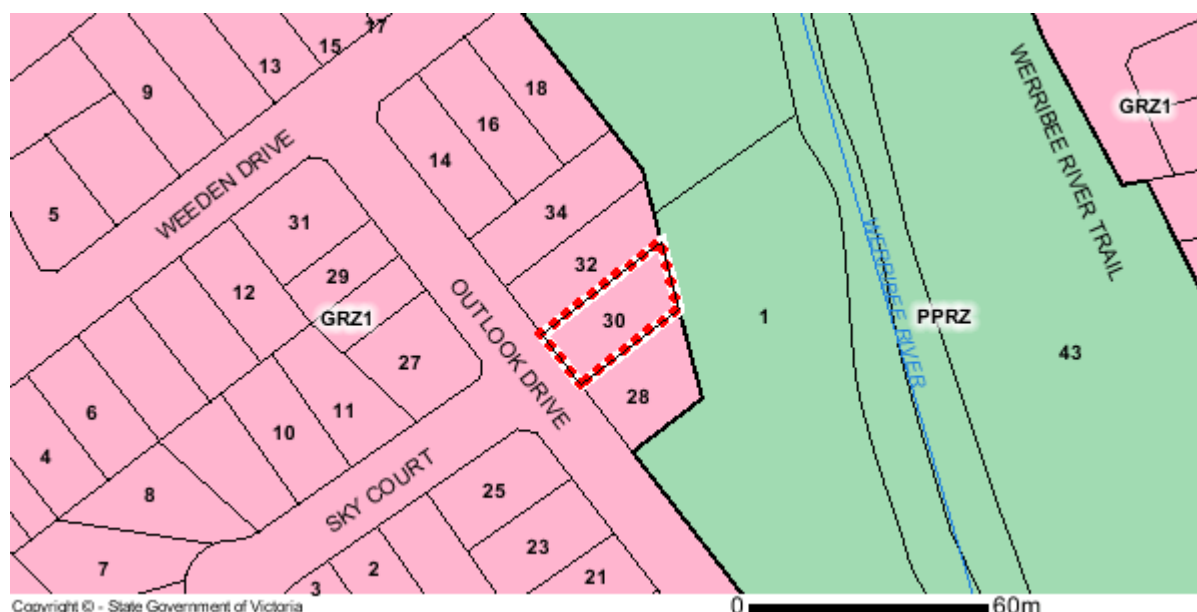 17
15
13
9
5
WEEDEN DRIVE
18
16
14
34
32
30
28
31
29
12
GRZ1
27
11
10
6
4
8
7
OUTLOOK DRIVE
SKY COURT
25
23
21
2
3
1
WERRIBEE RIVER
PPRZ
43
WERRIBEE RIVER TRAIL
GRZ1
Copyright © - State Government of Victoria
0 60m